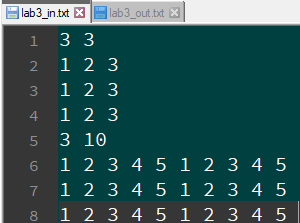 lab3_in.txt lab3_out.txt
1 3 3
2 1 2 3
3 1 2 3
4 1 2 3
5 3 10
6 1 2 3 4 5 1 2 3 4 5
7 1 2 3 4 5 1 2 3 4 5
8 1 2 3 4 5 1 2 3 4 5